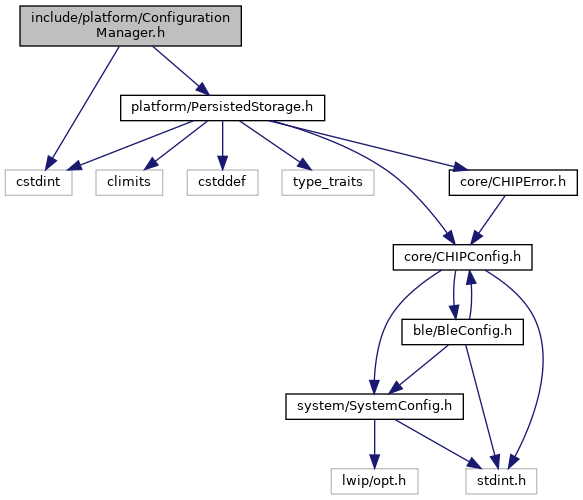 include/platform/Configuration
Manager.h
platform/PersistedStorage.h
cstdint
climits
cstddef
type_traits
core/CHIPError.h
core/CHIPConfig.h
ble/BleConfig.h
system/SystemConfig.h
lwip/opt.h
stdint.h